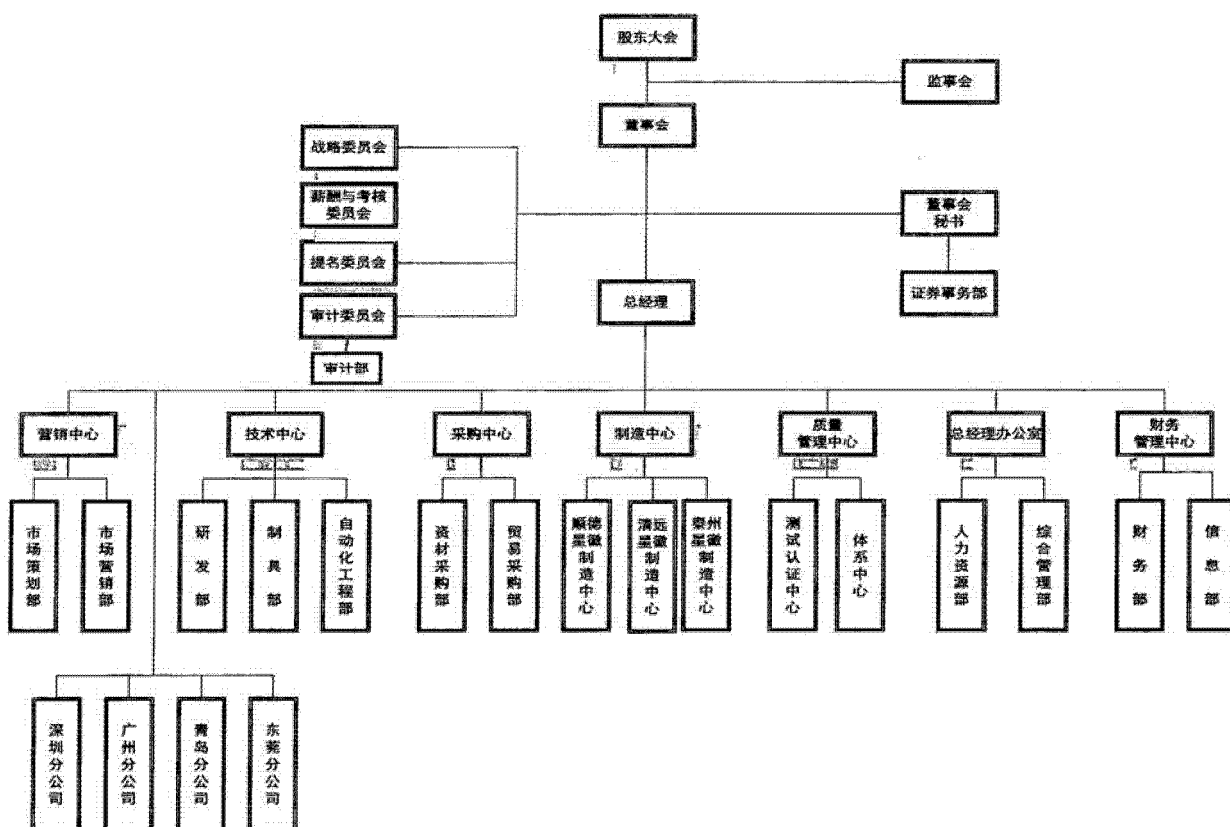 股东大会
监事会
董事会
战略委员会
薪酬与考核
委员会
董事会
秘书
提名委员会
总经理
证券事务部
审计委员会
审计部
营销中心
技术中心
采购中心
制造中心
质量
管理中心
总经理办公室
财务
管理中心
市场策划部
市场营销部
研发部
制具部
自动化工程部
资材采购部
贸易采购部
顺德星徽制造中心
清远星徽制造中心
泰州星徽制造中心
测试认证中心
体系中心
人力资源部
综合管理部
财务部
信息部
深圳分公司
广州分公司
青岛分公司
东莞分公司